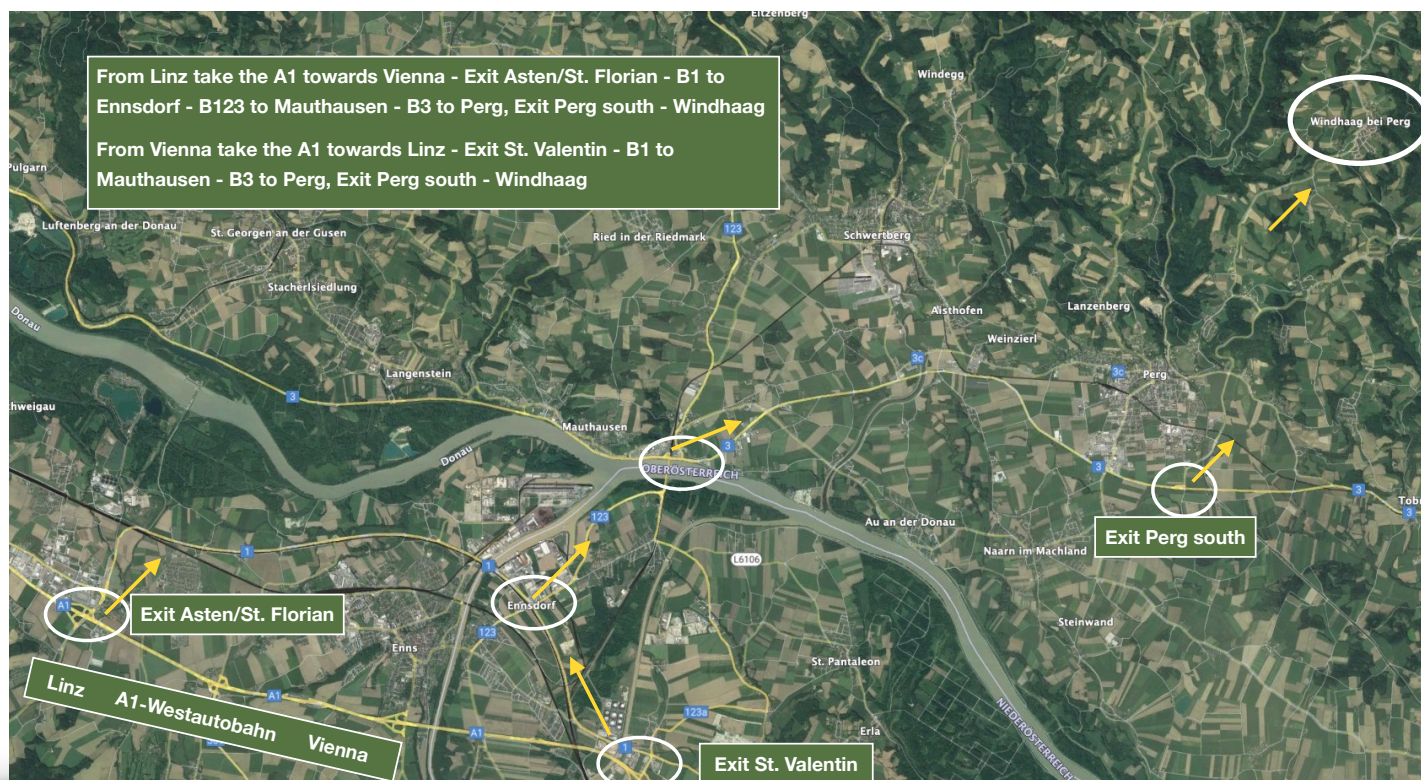 Eitzenberg
From Linz take the A1 towards Vienna - Exit Asten/St. Florian - B1 to
Ennsdorf - B123 to Mauthausen - B3 to Perg, Exit Perg south - Windhaag
From Vienna take the A1 towards Linz - Exit St. Valentin - B1 to
Mauthausen - B3 to Perg, Exit Perg south - Windhaag
Windegg
Windhaag bei Perg
Pulgarn
Luftenberg an der Donau
St. Georgen an der Gusen
Ried in der Riedmark
123
Schwertberg
Stacherlsiedlung
Donau
Aisthofen
Lanzenberg
Weinzierl
Langenstein
3c
3c
Perg
3
chweigau
Mauthausen
Donau
3
OBERÖSTERREICH
3
3
3
Tobr
123
Au an der Donau
Exit Perg south
Naarn im Machland
1
1
L6106
A1
Exit Asten/St. Florian
Ennsdorf
123
Enns
Steinwand
St. Pantaleon
Linz A1-Westautobahn Vienna
A1
A1
123a
NIEDERÖSTERREICH
Erla
1
Exit St. Valentin